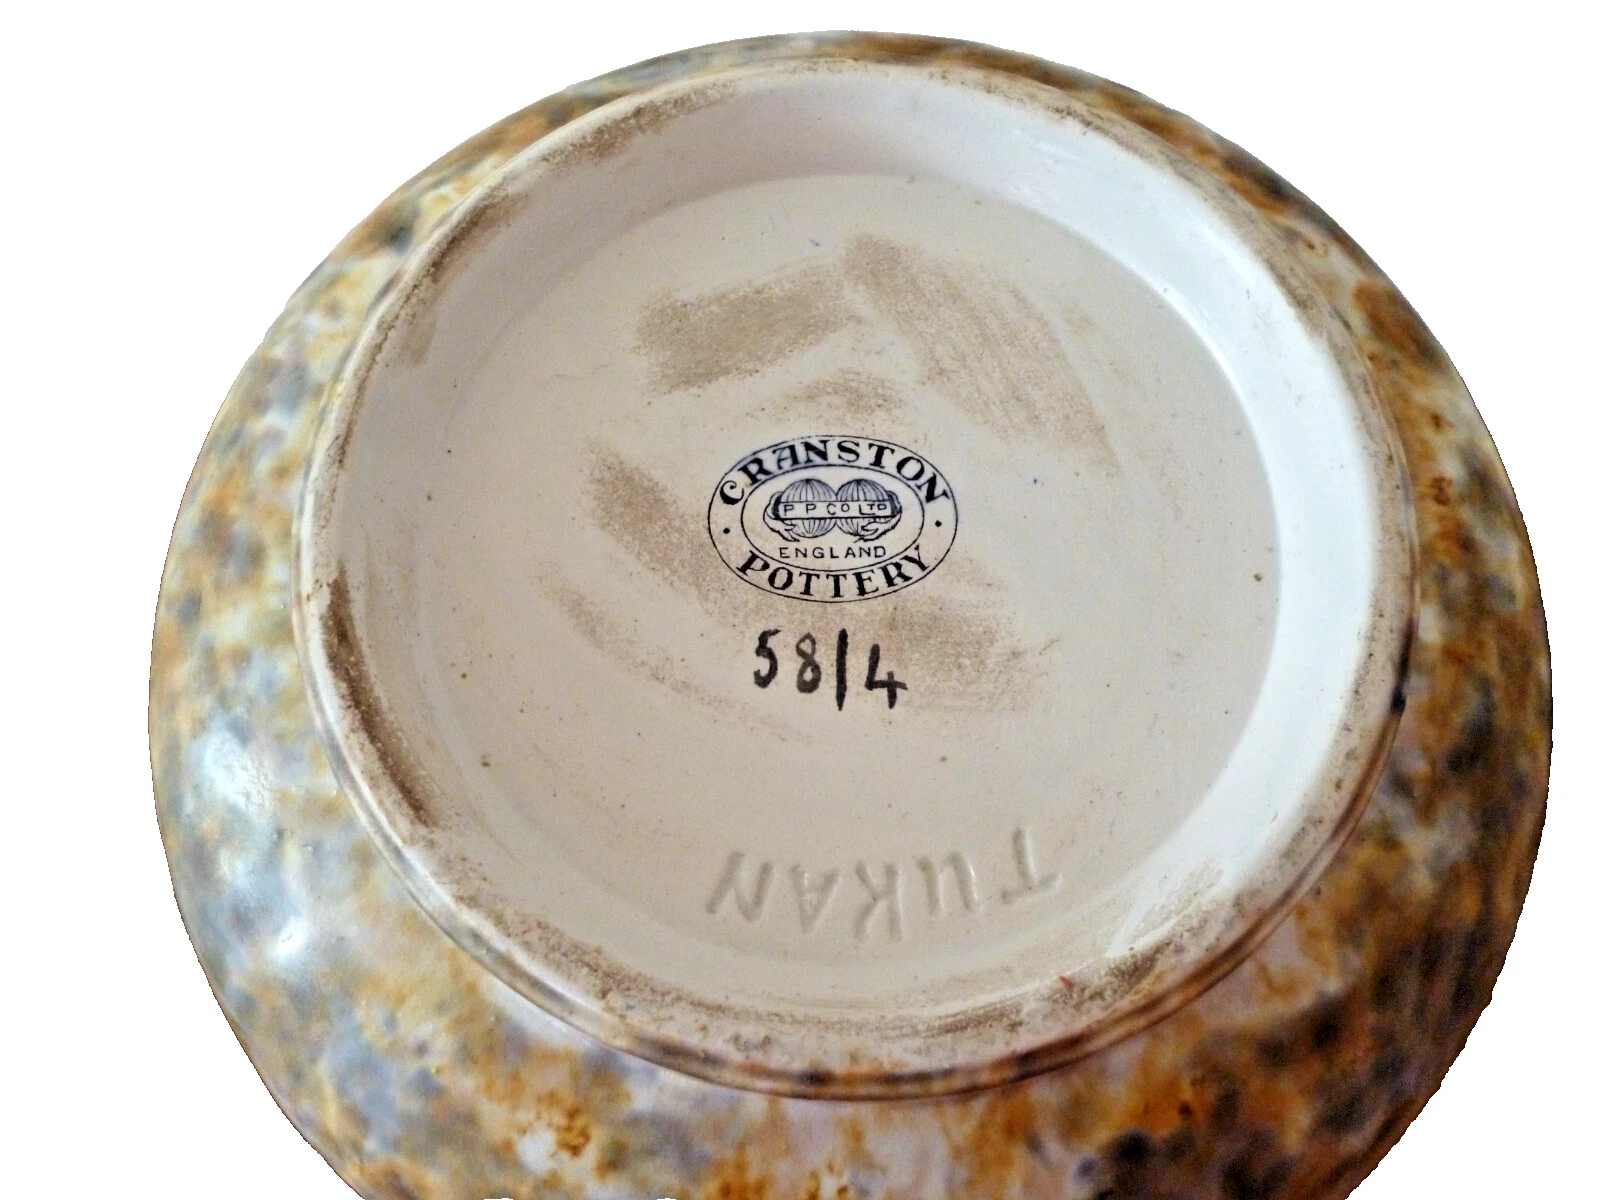 CRANSTON
P P CO LTD
ENGLAND
POTTERY
58/4
TUKAN